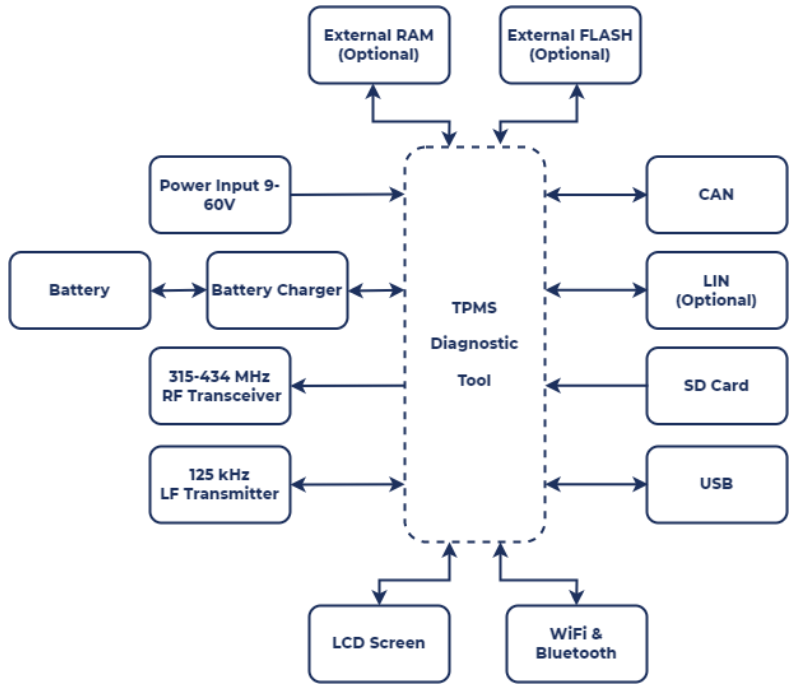 External RAM
(Optional)
External FLASH
(Optional)
Power Input 9-
60V
CAN
Battery
Battery Charger
LIN
(Optional)
TPMS
Diagnostic
Tool
315-434 MHz
RF Transceiver
SD Card
125 kHz
LF Transmitter
USB
LCD Screen
WiFi &
Bluetooth